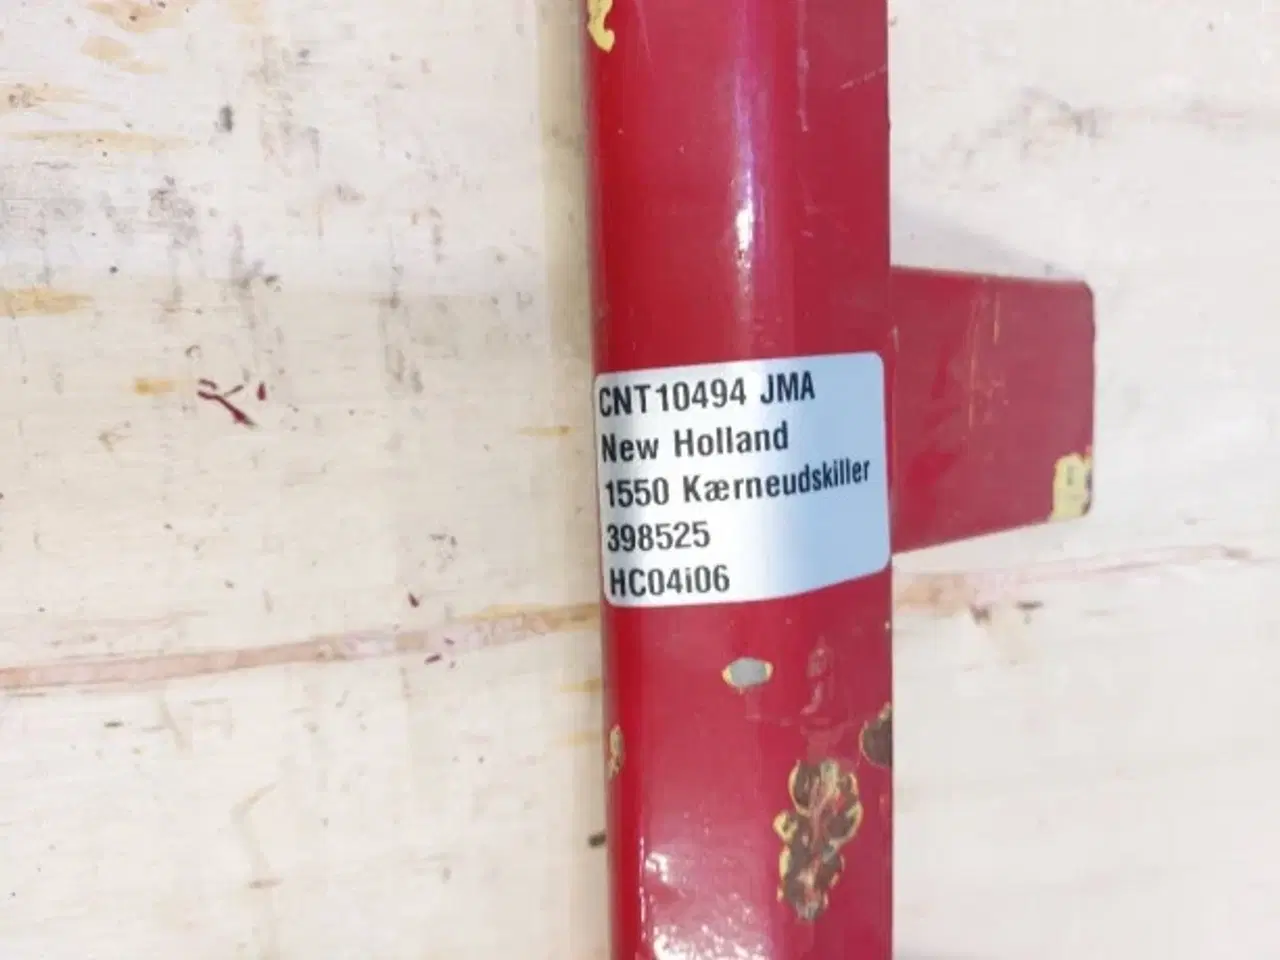 CNT10494 JMA
New Holland
1550 Kærneudskiller
398525
HC04i06